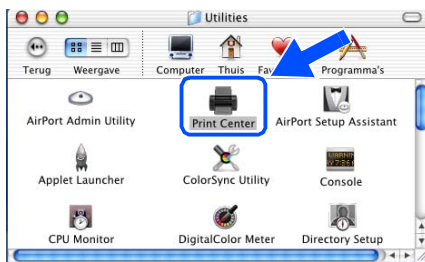 Utilities
Terug Weergave Computer Thuis Programma's
AirPort Admin Utility Print Center AirPort Setup Assistant
Applet Launcher ColorSync Utility Console
CPU Monitor DigitalColor Meter Directory Setup